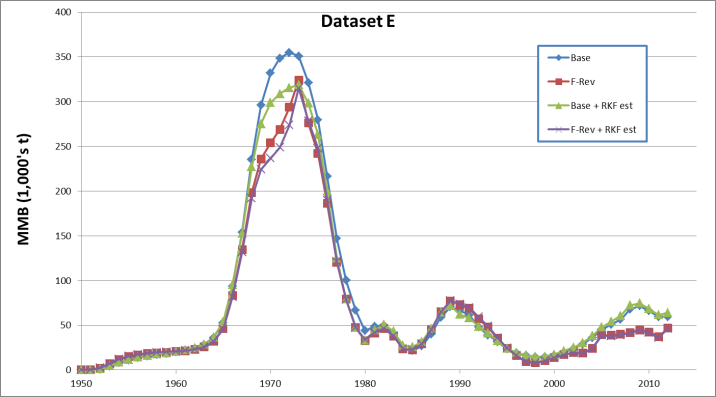 Dataset E
MMB (1,000's t)
400
350
300
250
200
150
100
50
0
1950
1960
1970
1980
1990
2000
2010
Base
F-Rev
Base + RKF est
F-Rev + RKF est